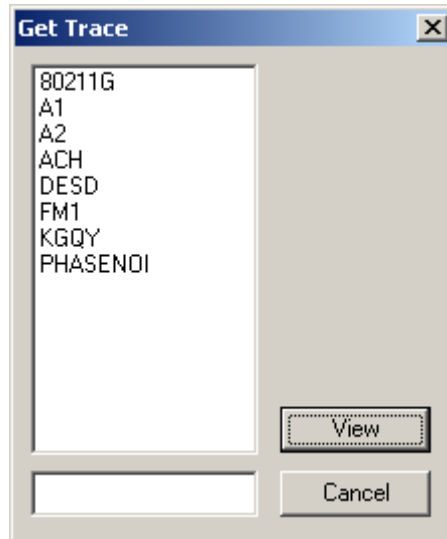 Get Trace
80211G
A1
A2
ACH
DESD
FM1
KGQY
PHASENOI
View
Cancel